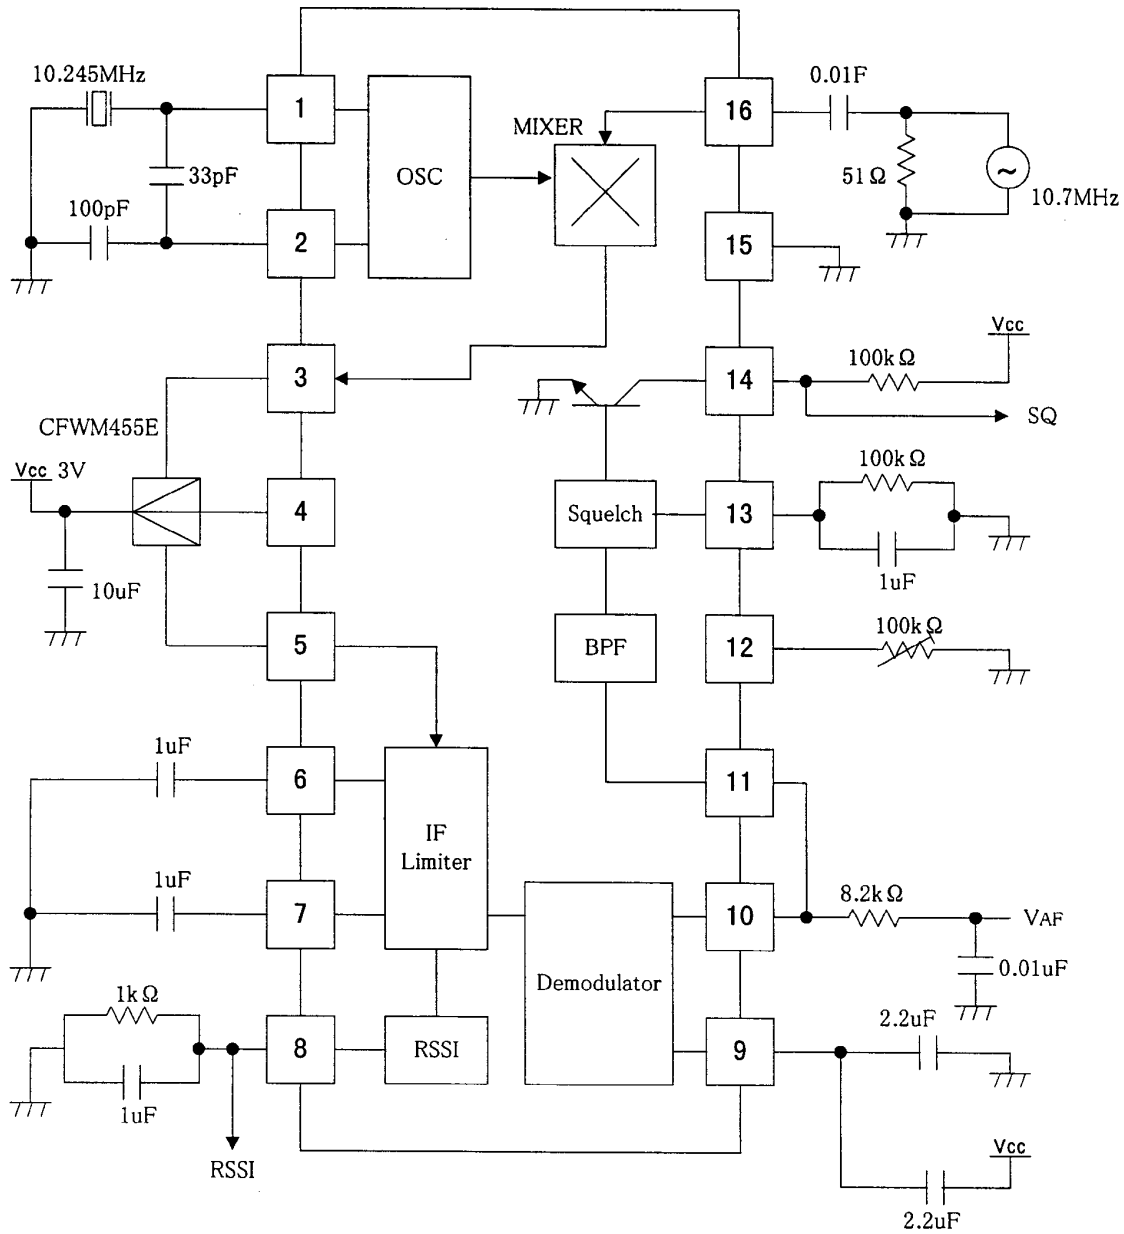 10.245MHz
33pF
100pF
1
2
OSC
MIXER
16
0.01F
51Ω
~
10.7MHz
15
3
CFWM455E
Vcc 3V
10uF
4
5
14
100kΩ
Vcc
SQ
Squelch
13
100kΩ
1uF
BPF
12
100kΩ
1uF
6
1uF
7
IF
Limiter
11
10
8.2kΩ
VAF
0.01uF
Demodulator
1kΩ
1uF
8
RSSI
RSSI
9
2.2uF
Vcc
2.2uF